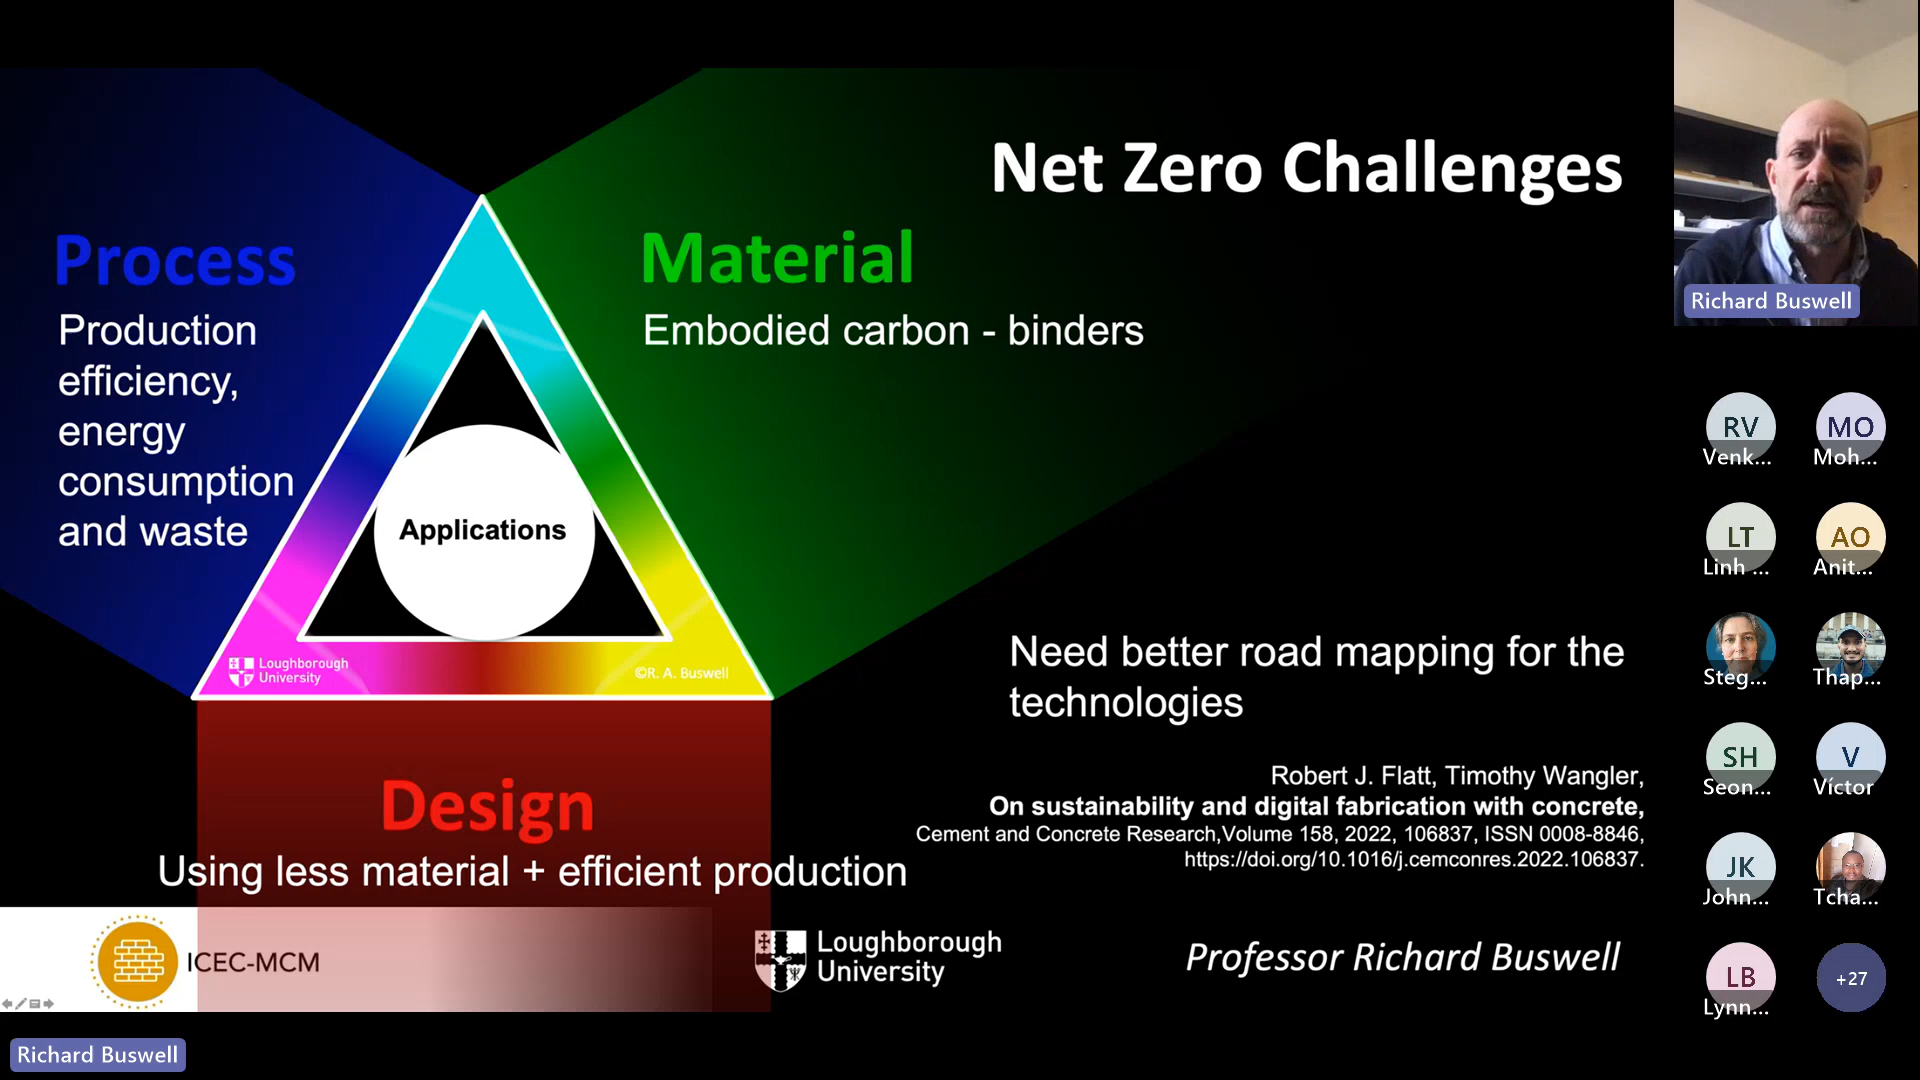 Net Zero Challenges
Process
Production
efficiency,
energy
consumption
and waste
Material
Embodied carbon - binders
Applications
Loughborough
University
©R. A. Buswell
Need better road mapping for the
technologies
Design
Using less material + efficient production
Robert J. Flatt, Timothy Wangler,
On sustainability and digital fabrication with concrete,
Cement and Concrete Research,Volume 158, 2022, 106837, ISSN 0008-8846,
https://doi.org/10.1016/j.cemconres.2022.106837.
ICEC-MCM
Loughborough
University
Professor Richard Buswell
Richard Buswell
Richard Buswell
RV
Venk...
MO
Moh...
LT
Linh ...
AO
Anit...
Steg...
Thap...
SH
Seon...
V
Víctor
JK
John...
Tcha...
LB
Lynn...
+27